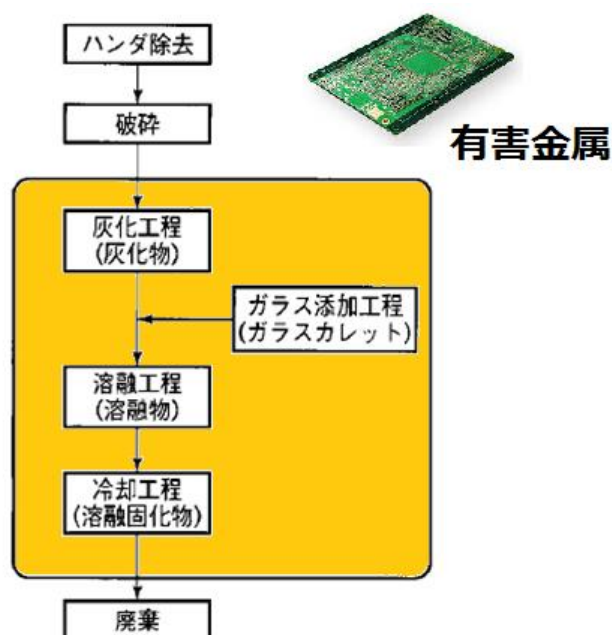 ハンダ除去
有害金属
破砕
灰化工程
(灰化物)
ガラス添加工程
(ガラスカレット)
溶融工程
(溶融物)
冷却工程
(溶融固化物)
廃棄